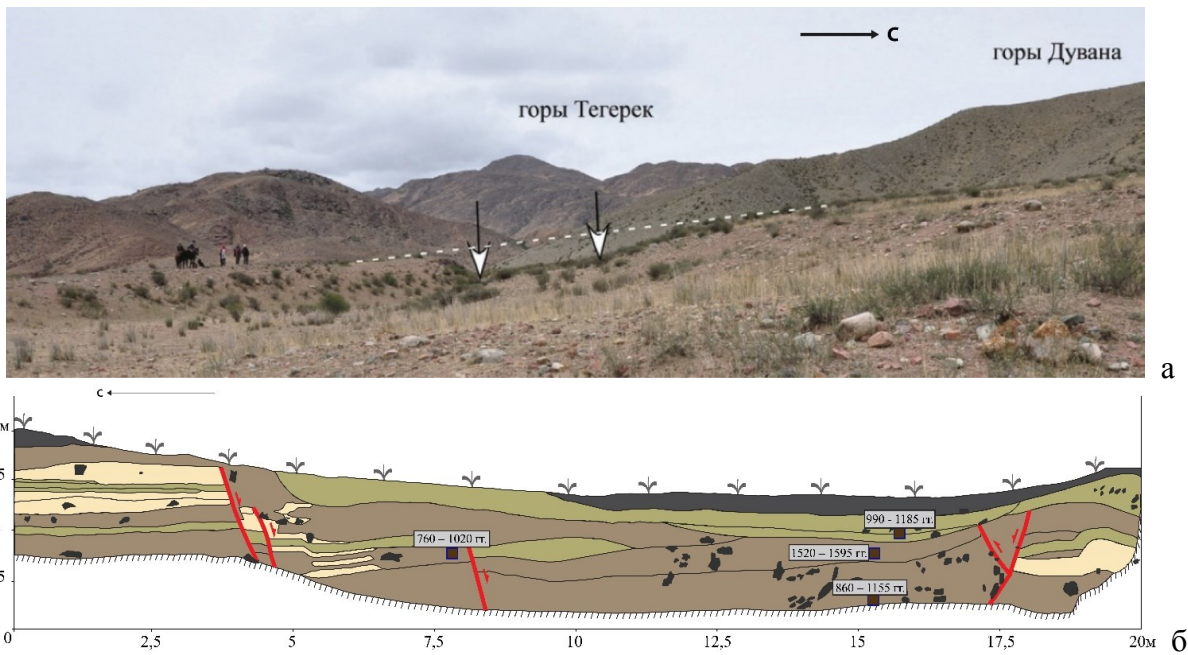 С
горы Дувана
горы Тегерек
а
С
м
5
990 - 1185 гг.
760 – 1020 гг.
1520 – 1595 гг.
5
860 – 1155 гг.
0 2,5 5 7,5 10 12,5 15 17,5 20м
б